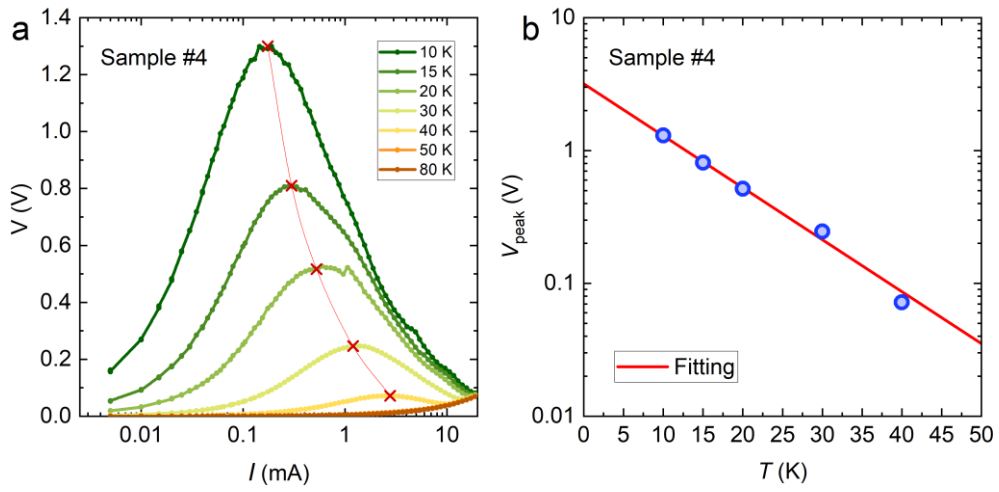 a
Sample #4
10 K
15 K
20 K
30 K
40 K
50 K
80 K
V (V)
1.4
1.2
1.0
0.8
0.6
0.4
0.2
0.0
0.01 0.1 1 10
I (mA)
b
Sample #4
Fitting
Vpeak (V)
10
1
0.1
0.01
0 5 10 15 20 25 30 35 40 45 50
T (K)